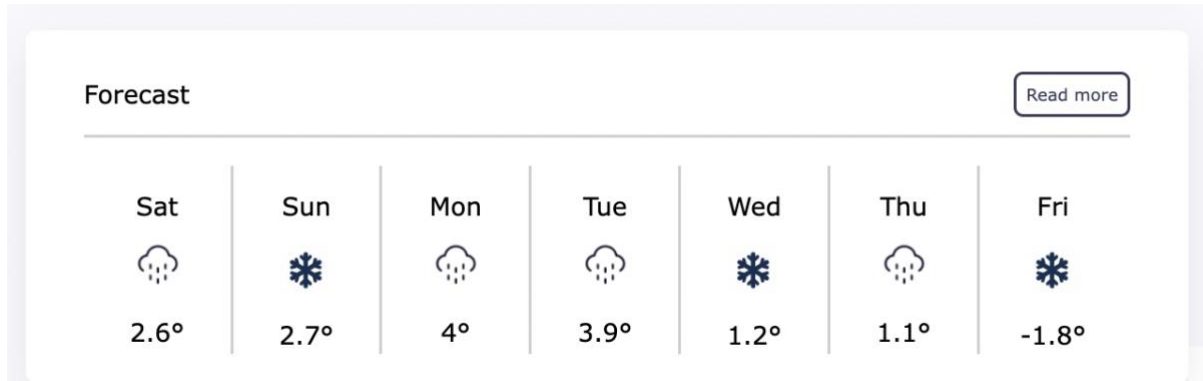 Forecast
Read more
Sat Sun Mon Tue Wed Thu Fri
2.6° 2.7° 4° 3.9° 1.2° 1.1° -1.8°